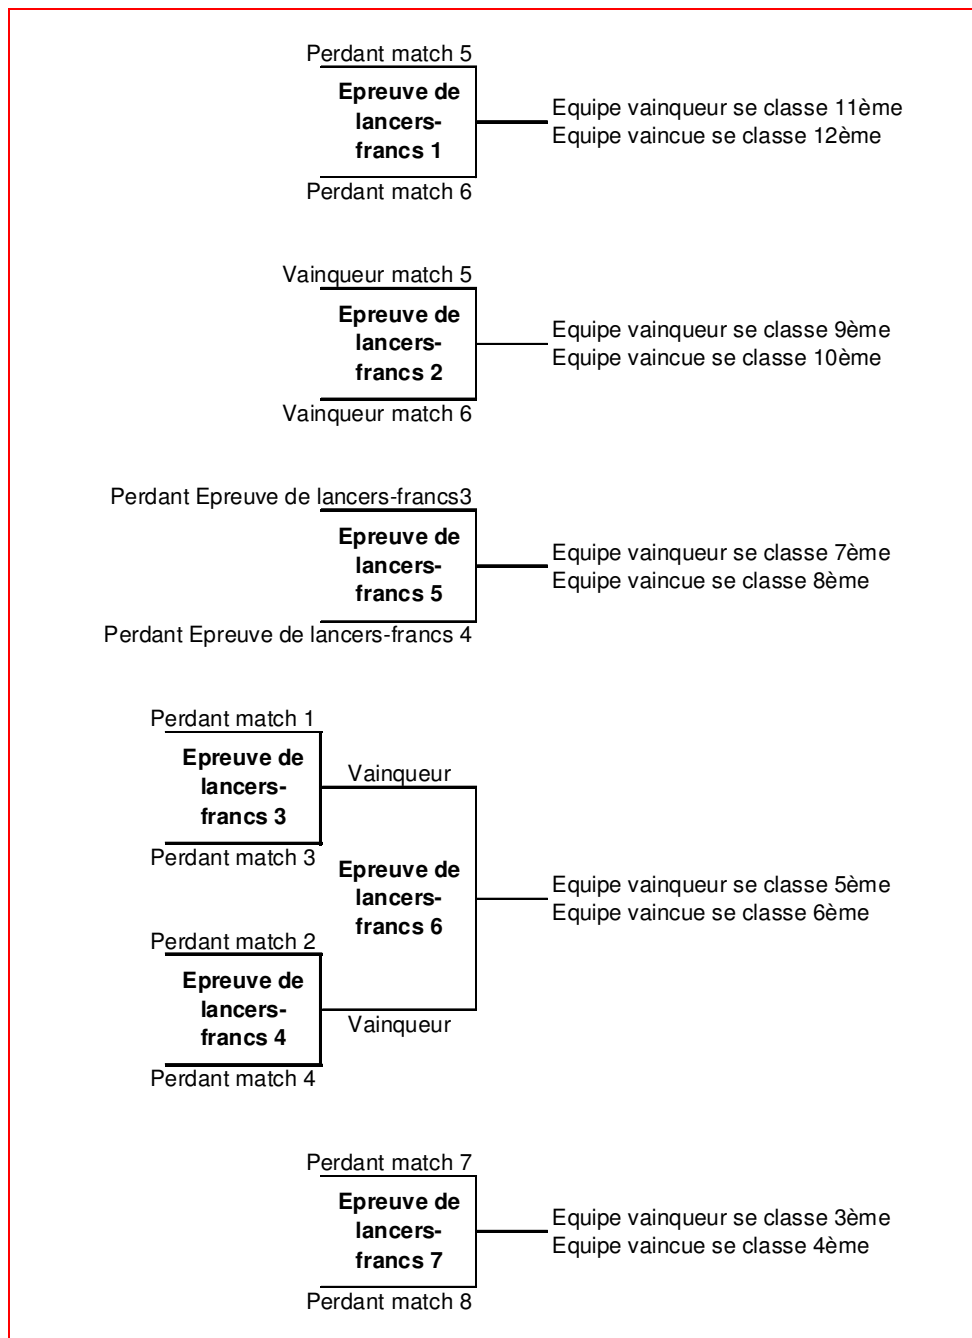 Perdant match 5
Epreuve de
lancers-
francs 1
Equipe vainqueur se classe 11ème
Equipe vaincue se classe 12ème
Perdant match 6
Vainqueur match 5
Epreuve de
lancers-
francs 2
Equipe vainqueur se classe 9ème
Equipe vaincue se classe 10ème
Vainqueur match 6
Perdant Epreuve de lancers-francs3
Epreuve de
lancers-
francs 5
Equipe vainqueur se classe 7ème
Equipe vaincue se classe 8ème
Perdant Epreuve de lancers-francs 4
Perdant match 1
Epreuve de
lancers-
francs 3
Vainqueur
Perdant match 3
Epreuve de
lancers-
francs 6
Equipe vainqueur se classe 5ème
Equipe vaincue se classe 6ème
Perdant match 2
Epreuve de
lancers-
francs 4
Vainqueur
Perdant match 4
Perdant match 7
Epreuve de
lancers-
francs 7
Equipe vainqueur se classe 3ème
Equipe vaincue se classe 4ème
Perdant match 8